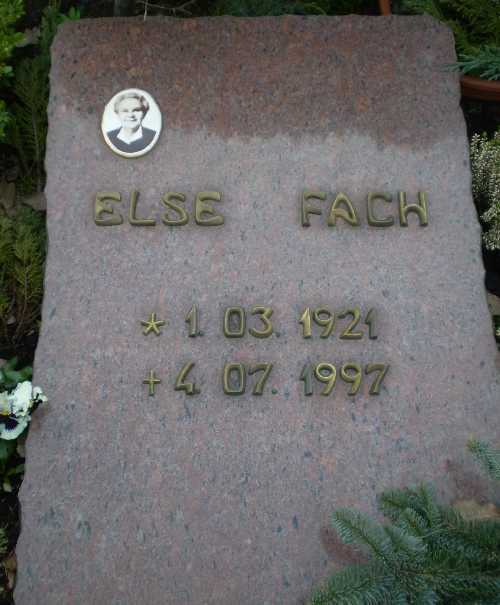 ELSE FACH
* 1. 03. 1921
+ 4. 07. 1997